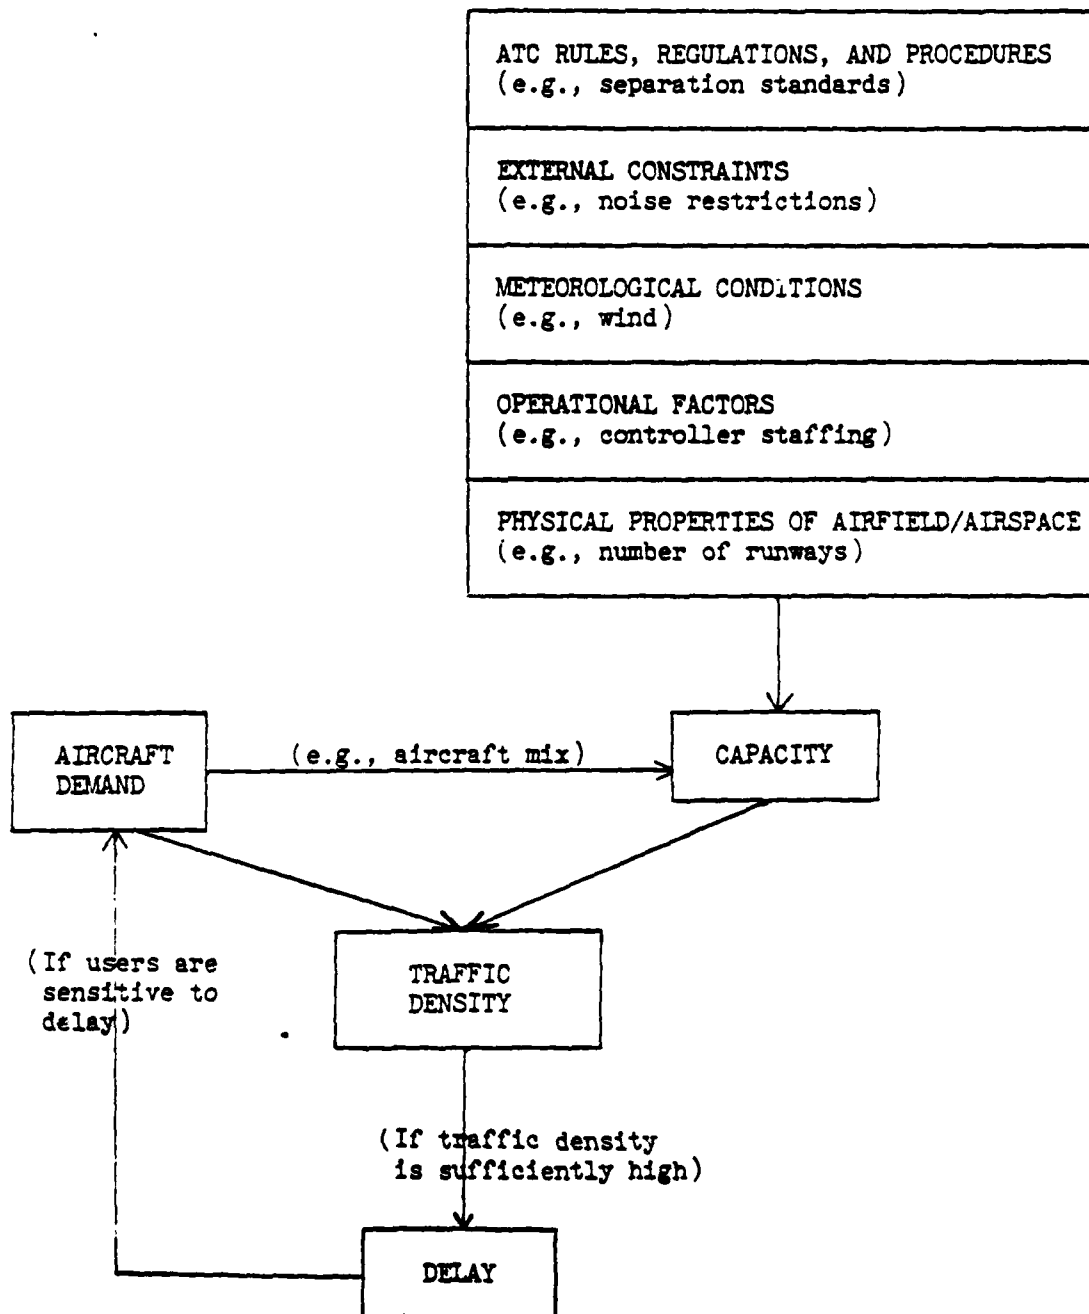 ATC RULES, REGULATIONS, AND PROCEDURES
(e.g., separation standards)
EXTERNAL CONSTRAINTS
(e.g., noise restrictions)
METEOROLOGICAL CONDITIONS
(e.g., wind)
OPERATIONAL FACTORS
(e.g., controller staffing)
PHYSICAL PROPERTIES OF AIRFIELD/AIRSPACE
(e.g., number of runways)
AIRCRAFT
DEMAND
(e.g., aircraft mix)
CAPACITY
TRAFFIC
DENSITY
(If users are
sensitive to
delay)
(If traffic density
is sufficiently high)
DELAY